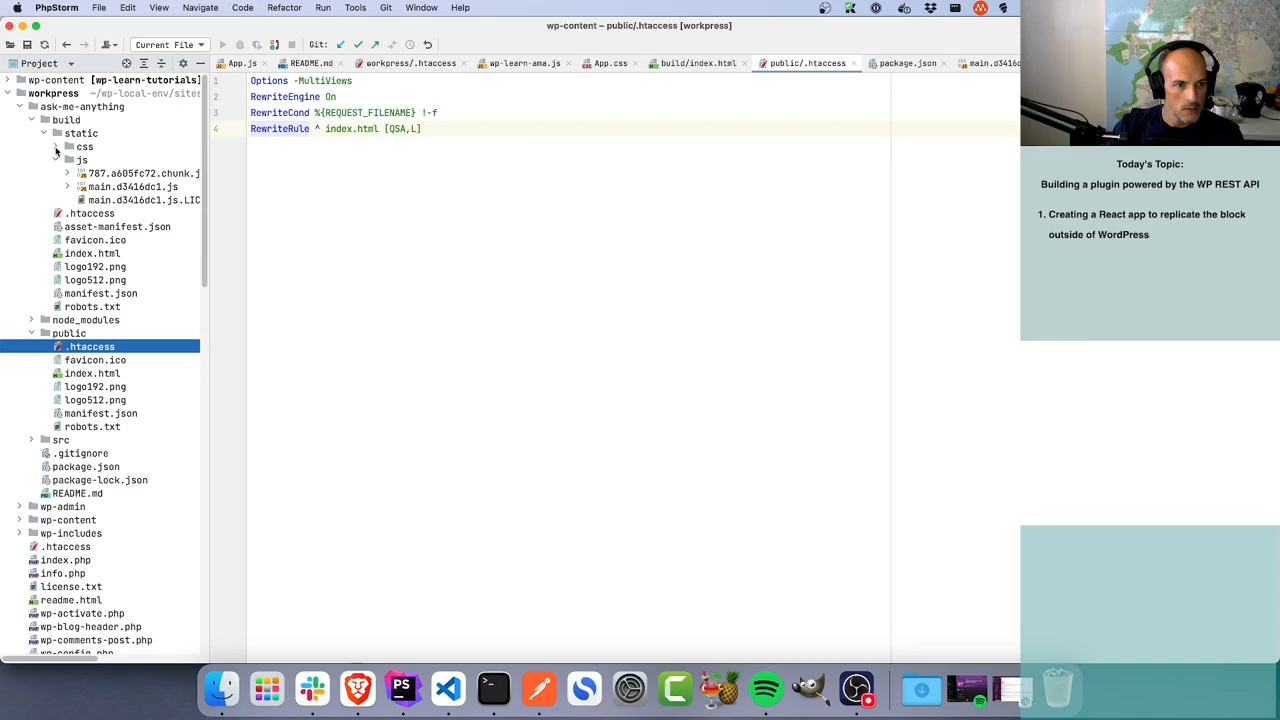 PhpStorm File Edit View Navigate Code Refactor Run Tools Git Window Help
wp-content – public/.htaccess [workpress]
Current File Git:
Project App.js README.md workpress/.htaccess wp-learn-ama.js App.css build/index.html public/.htaccess package.json main.d3416
wp-content [wp-learn-tutorials]
workpress ~/wp-local-env/sites
ask-me-anything
build
static
css
js
787.a605fc72.chunk.j
main.d3416dc1.js
main.d3416dc1.js.LIC
.htaccess
asset-manifest.json
favicon.ico
index.html
logo192.png
logo512.png
manifest.json
robots.txt
node_modules
public
.htaccess
favicon.ico
index.html
logo192.png
logo512.png
manifest.json
robots.txt
src
.gitignore
package.json
package-lock.json
README.md
wp-admin
wp-content
wp-includes
.htaccess
index.php
info.php
license.txt
readme.html
wp-activate.php
wp-blog-header.php
wp-comments-post.php
1 Options -MultiViews
2 RewriteEngine On
3 RewriteCond %{REQUEST_FILENAME} !-f
4 RewriteRule ^ index.html [QSA,L]
Today's Topic:
Building a plugin powered by the WP REST API
1. Creating a React app to replicate the block
outside of WordPress
PS